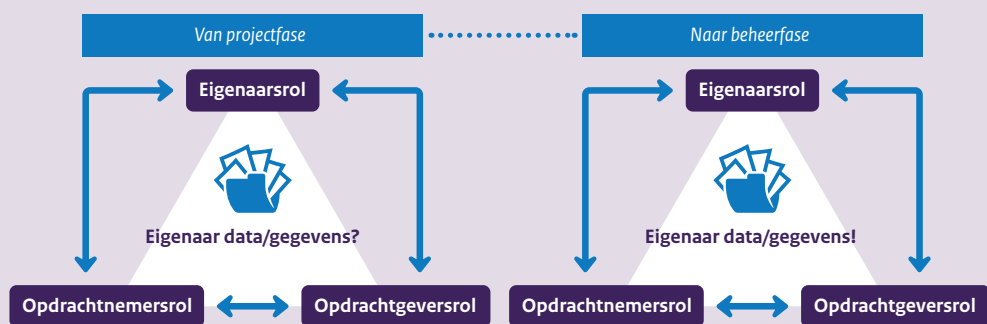 Van projectfase
Naar beheerfase
Eigenaarsrol
Eigenaarsrol
Eigenaar data/gegevens?
Eigenaar data/gegevens!
Opdrachtnemersrol
Opdrachtgeversrol
Opdrachtnemersrol
Opdrachtgeversrol